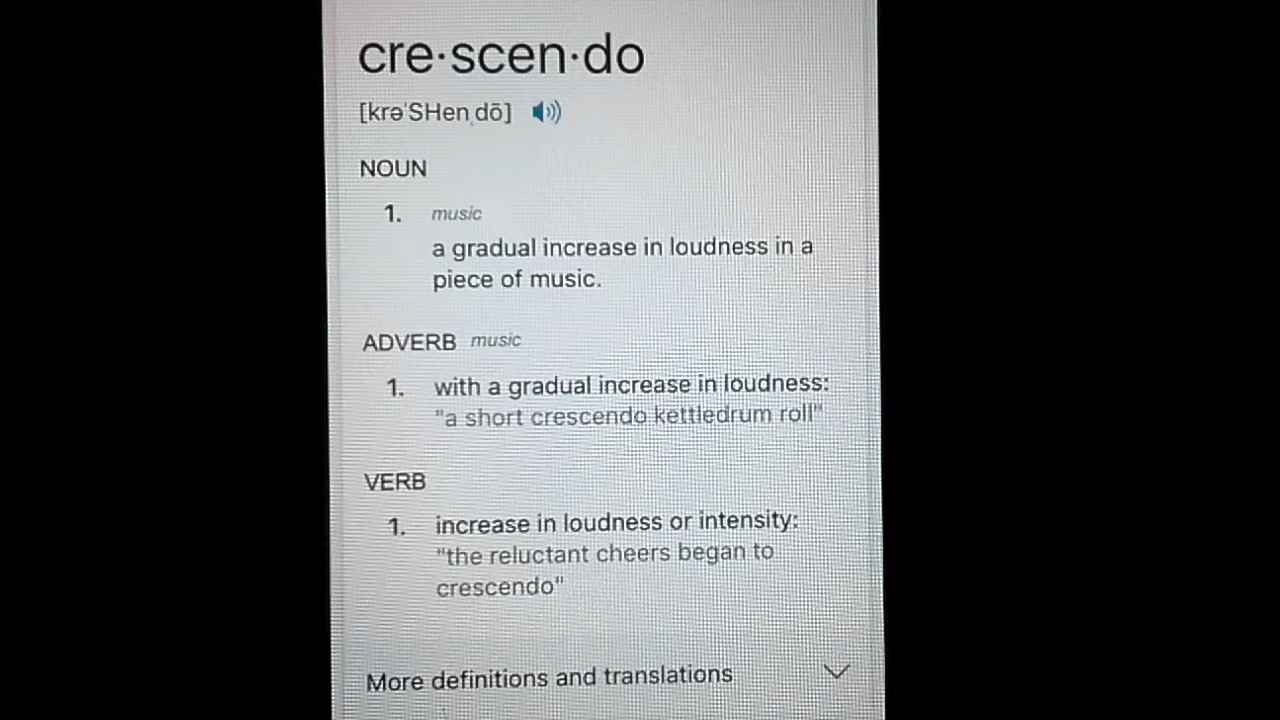 cre·scen·do
[krəˈSHenˌdō]
NOUN
1. music
a gradual increase in loudness in a
piece of music.
ADVERB music
1. with a gradual increase in loudness:
"a short crescendo kettledrum roll"
VERB
1. increase in loudness or intensity:
"the reluctant cheers began to
crescendo"
More definitions and translations